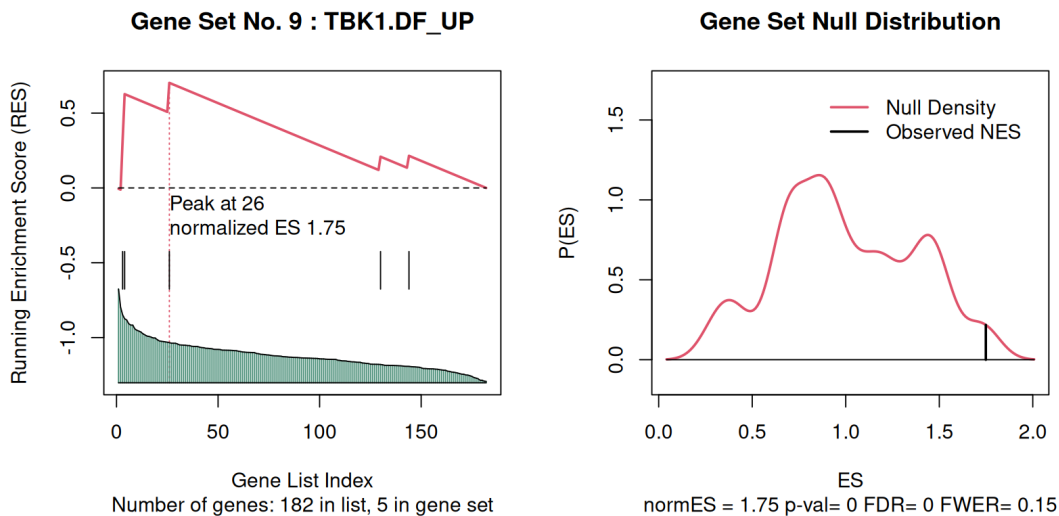 Gene Set No. 9 : TBK1.DF_UP
Running Enrichment Score (RES)
0.5
0.0
-0.5
-1.0
Peak at 26
normalized ES 1.75
0
50
100
150
Gene List Index
Number of genes: 182 in list, 5 in gene set
Gene Set Null Distribution
P(ES)
1.5
1.0
0.5
0.0
Null Density
Observed NES
0.0
0.5
1.0
1.5
2.0
ES
normES = 1.75 p-val= 0 FDR= 0 FWER= 0.15